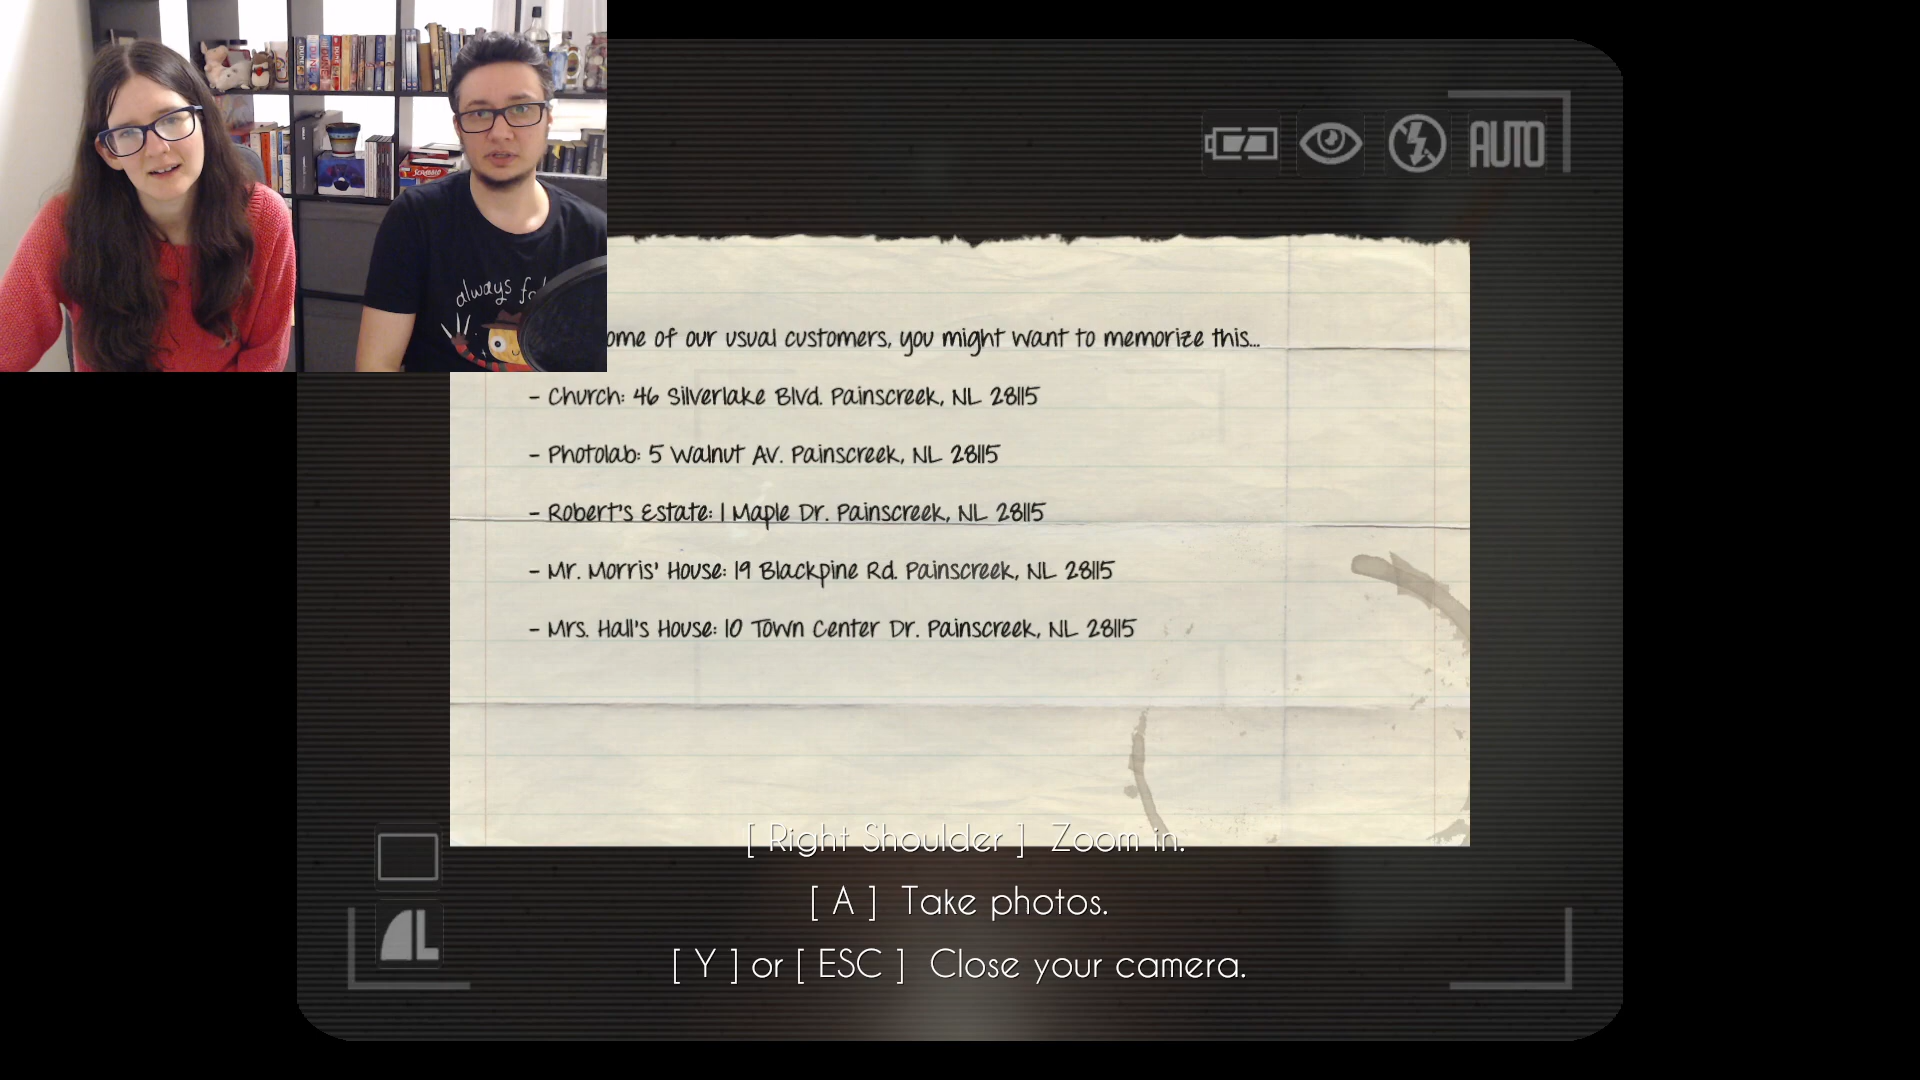 DUNE
SCRABBLE
always
AUTO
ome of our usual customers, you might want to memorize this...
- Church: 46 Silverlake Blvd. Painscreek, NL 28115
- Photolab: 5 Walnut AV. Painscreek, NL 28115
- Robert's Estate: 1 Maple Dr. Painscreek, NL 28115
- Mr. Morris' House: 19 Blackpine Rd. Painscreek, NL 28115
- Mrs. Hall's House: 10 Town Center Dr. Painscreek, NL 28115
[ Right Shoulder ] Zoom in.
[ A ] Take photos.
L
[ Y ] or [ ESC ] Close your camera.